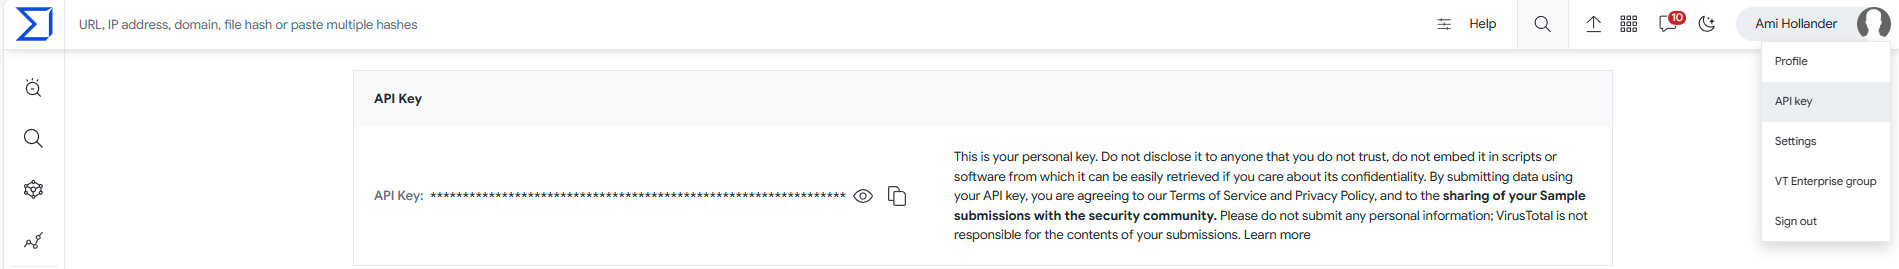 URL, IP address, domain, file hash or paste multiple hashes
Help
10
Ami Hollander
Profile
API key
Settings
VT Enterprise group
Sign out
API Key
API Key: ****************************************************************
This is your personal key. Do not disclose it to anyone that you do not trust, do not embed it in scripts or
software from which it can be easily retrieved if you care about its confidentiality. By submitting data using
your API key, you are agreeing to our Terms of Service and Privacy Policy, and to the sharing of your Sample
submissions with the security community. Please do not submit any personal information; VirusTotal is not
responsible for the contents of your submissions. Learn more